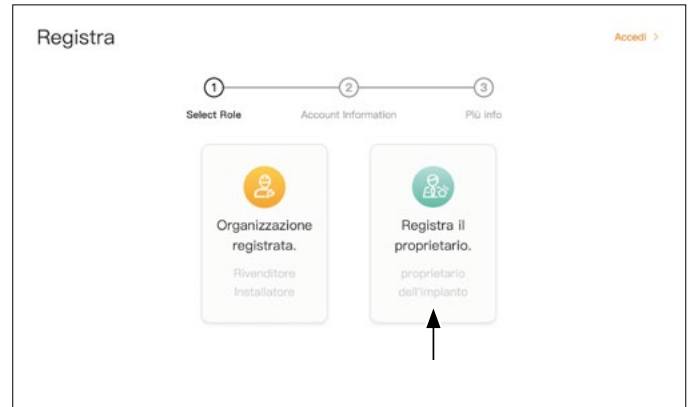 Registra
Accedi >
1 2 3
Select Role Account Information Più info
Organizzazione
registrata.
Rivenditore
Installatore
Registra il
proprietario.
proprietario
dell'impianto